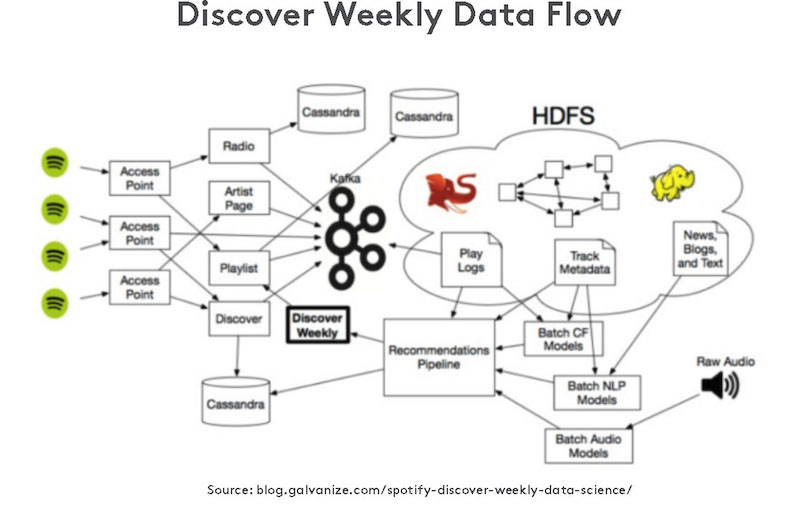 Discover Weekly Data Flow
Cassandra
Cassandra
HDFS
Radio
Kafka
Access
Point
Artist
Page
Access
Point
Play
Logs
Track
Metadata
News,
Blogs,
and Text
Playlist
Access
Point
Discover
Discover
Weekly
Recommendations
Pipeline
Batch CF
Models
Raw Audio
Batch NLP
Models
Cassandra
Batch Audio
Models
Source: blog.galvanize.com/spotify-discover-weekly-data-science/